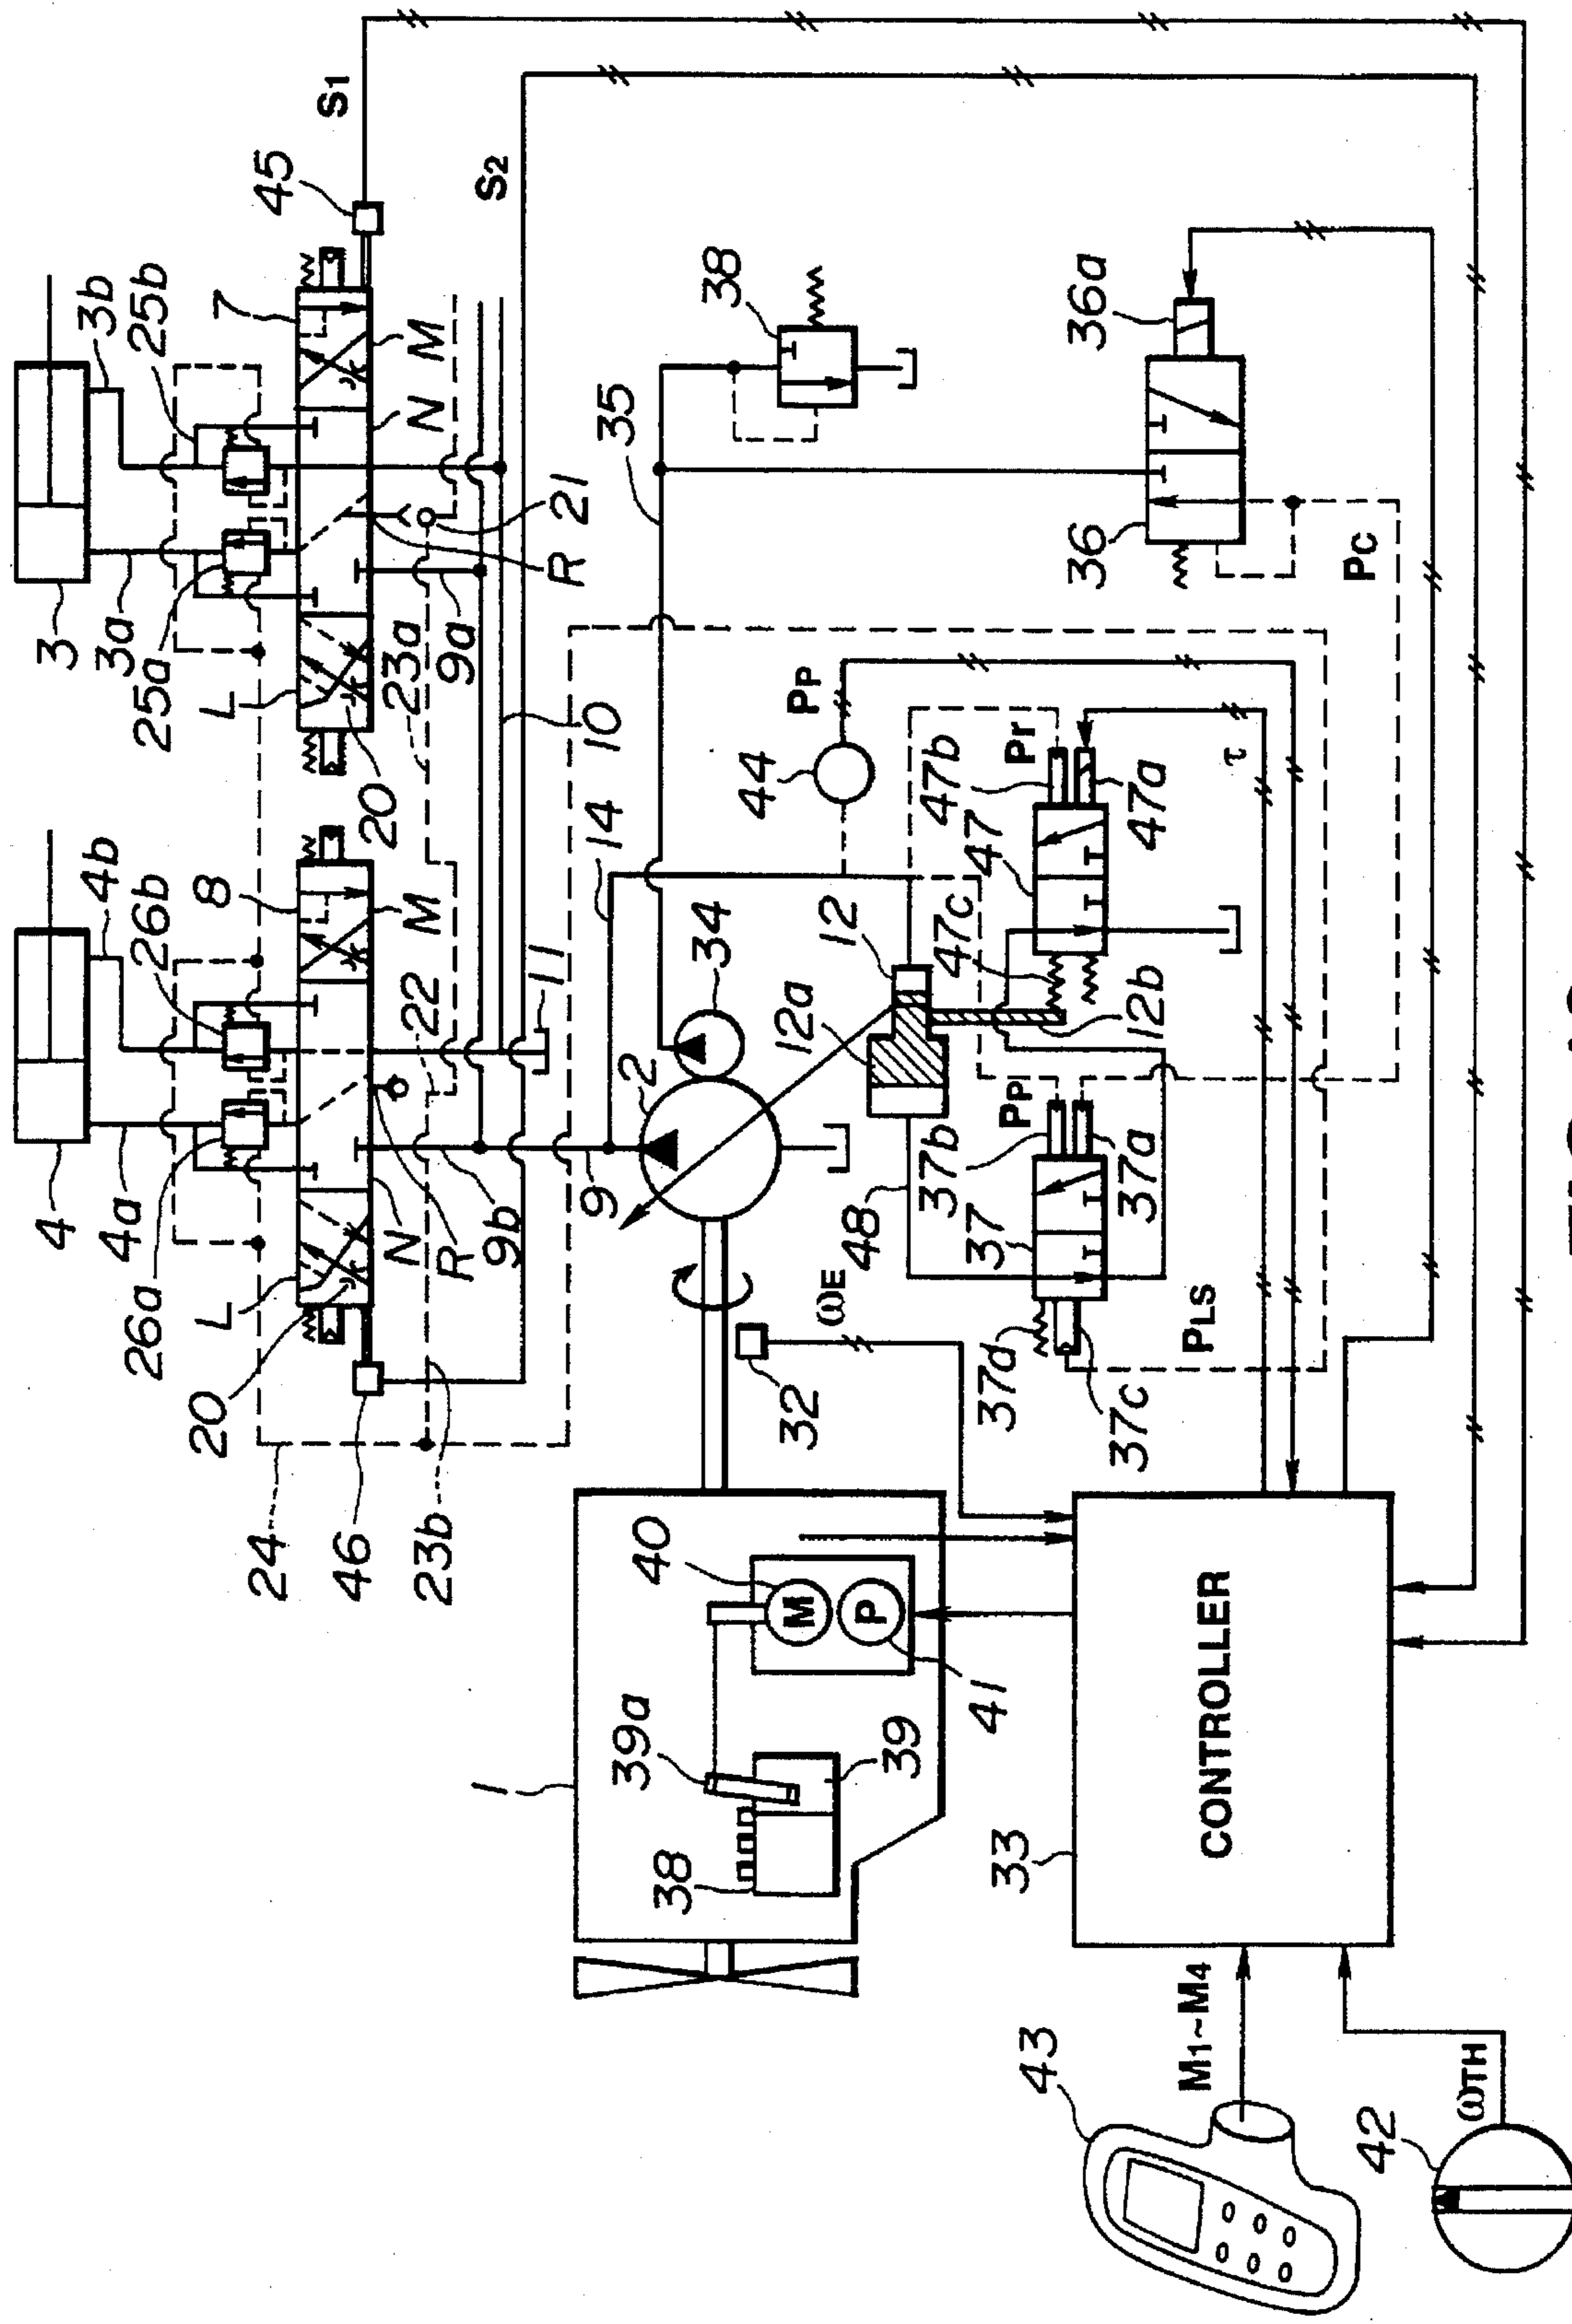 S1
45
3b
25b
7
M
S2
38
36a
3
3a
25a
L
N
R
21
35
36
PC
20
23a
9a
10
PP
44
47b
Pr
47
47a
τ
4b
26b
8
M
22
11
14
34
12
12a
47c
12b
4
4a
26a
L
N
R
9b
9
2
48
PP
37b
37
37a
20
46
24
23b
ωE
32
37d
37c
PLS
40
M
P
41
39a
39
38
1
33
CONTROLLER
43
M1~M4
42
ωTH